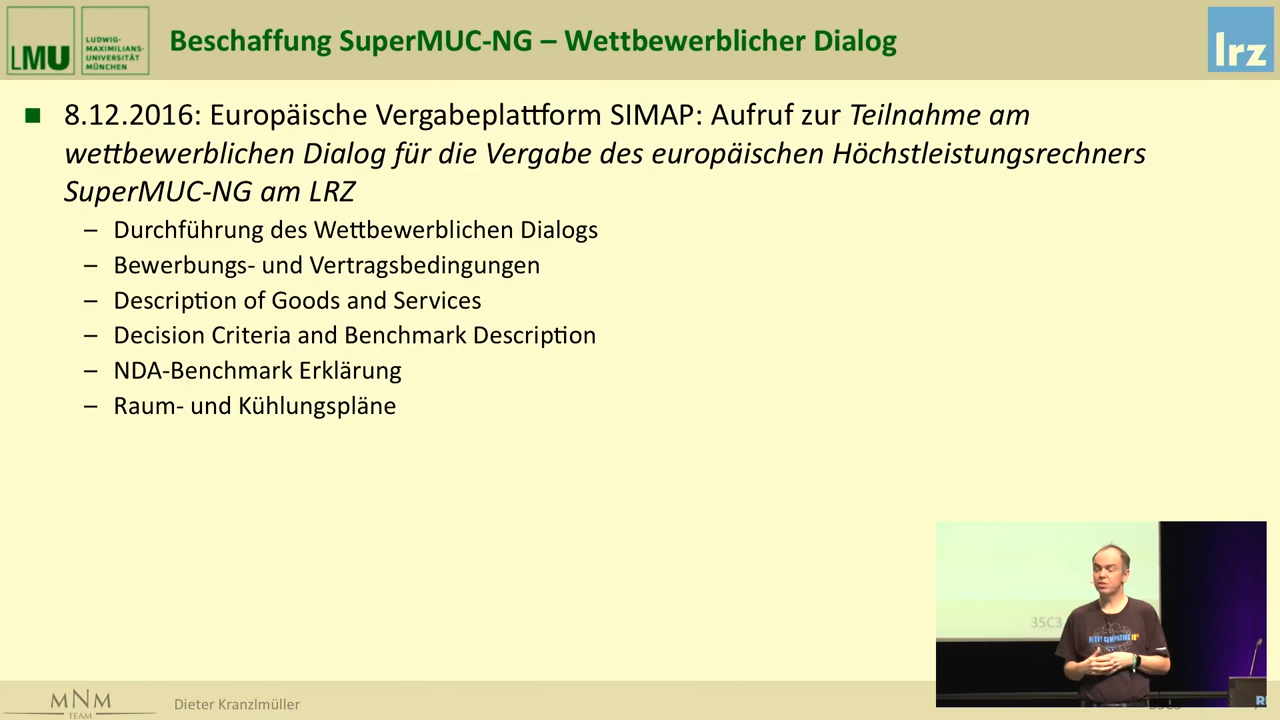 LMU
LUDWIG-
MAXIMILIANS-
UNIVERSITÄT
MÜNCHEN
Beschaffung SuperMUC-NG – Wettbewerblicher Dialog
lrz
8.12.2016: Europäische Vergabeplattform SIMAP: Aufruf zur Teilnahme am
wettbewerblichen Dialog für die Vergabe des europäischen Höchstleistungsrechners
SuperMUC-NG am LRZ
– Durchführung des Wettbewerblichen Dialogs
– Bewerbungs- und Vertragsbedingungen
– Description of Goods and Services
– Decision Criteria and Benchmark Description
– NDA-Benchmark Erklärung
– Raum- und Kühlungspläne
35C3
MNM
TEAM
Dieter Kranzlmüller